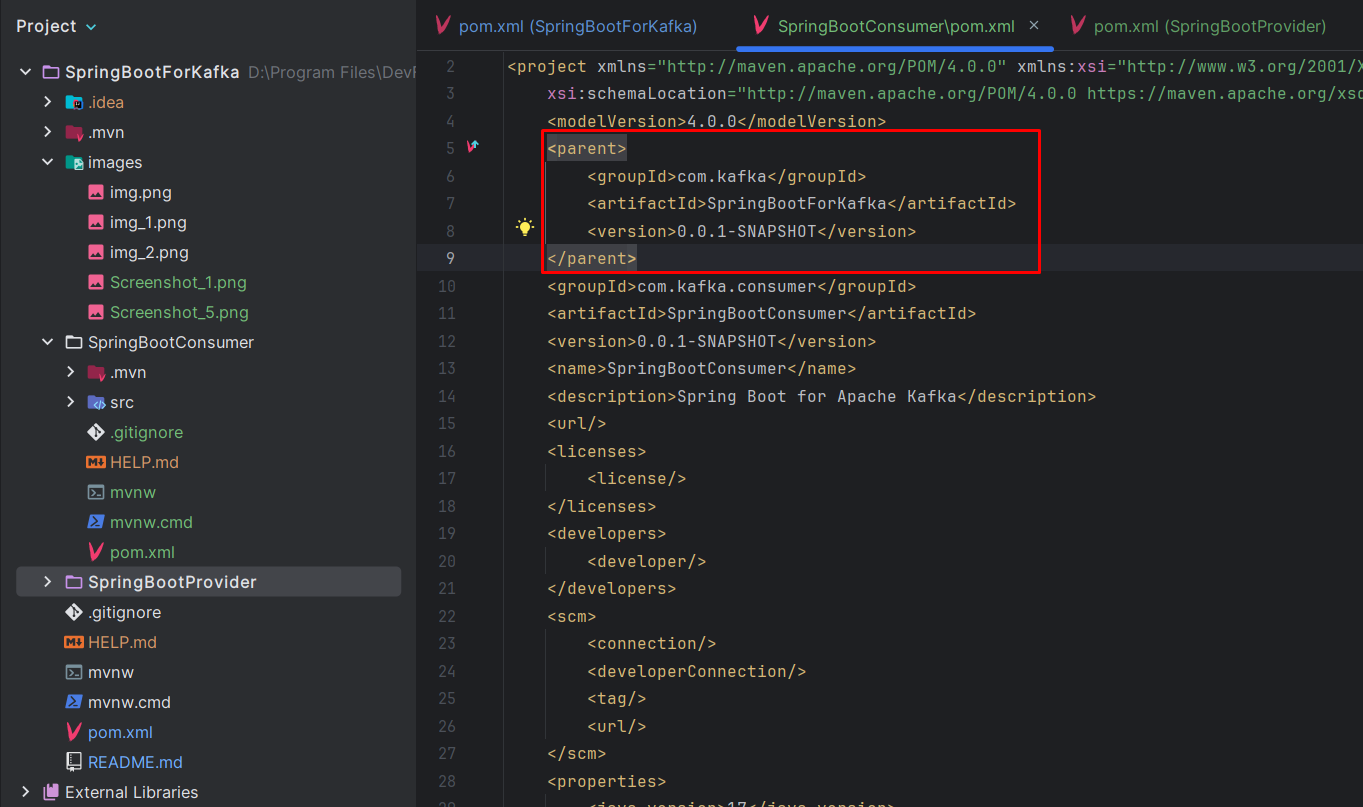 Project
SpringBootForKafka D:\Program Files\Dev
.idea
.mvn
images
img.png
img_1.png
img_2.png
Screenshot_1.png
Screenshot_5.png
SpringBootConsumer
.mvn
src
.gitignore
HELP.md
mvnw
mvnw.cmd
pom.xml
SpringBootProvider
.gitignore
HELP.md
mvnw
mvnw.cmd
pom.xml
README.md
External Libraries
pom.xml (SpringBootForKafka)
SpringBootConsumer\pom.xml
pom.xml (SpringBootProvider)
2 <project xmlns="http://maven.apache.org/POM/4.0.0" xmlns:xsi="http://www.w3.org/2001/X
3 xsi:schemaLocation="http://maven.apache.org/POM/4.0.0 https://maven.apache.org/xsd
4 <modelVersion>4.0.0</modelVersion>
5 <parent>
6 <groupId>com.kafka</groupId>
7 <artifactId>SpringBootForKafka</artifactId>
8 <version>0.0.1-SNAPSHOT</version>
9 </parent>
10 <groupId>com.kafka.consumer</groupId>
11 <artifactId>SpringBootConsumer</artifactId>
12 <version>0.0.1-SNAPSHOT</version>
13 <name>SpringBootConsumer</name>
14 <description>Spring Boot for Apache Kafka</description>
15 <url/>
16 <licenses>
17 <license/>
18 </licenses>
19 <developers>
20 <developer/>
21 </developers>
22 <scm>
23 <connection/>
24 <developerConnection/>
25 <tag/>
26 <url/>
27 </scm>
28 <properties>
<java.version>17</java.version>